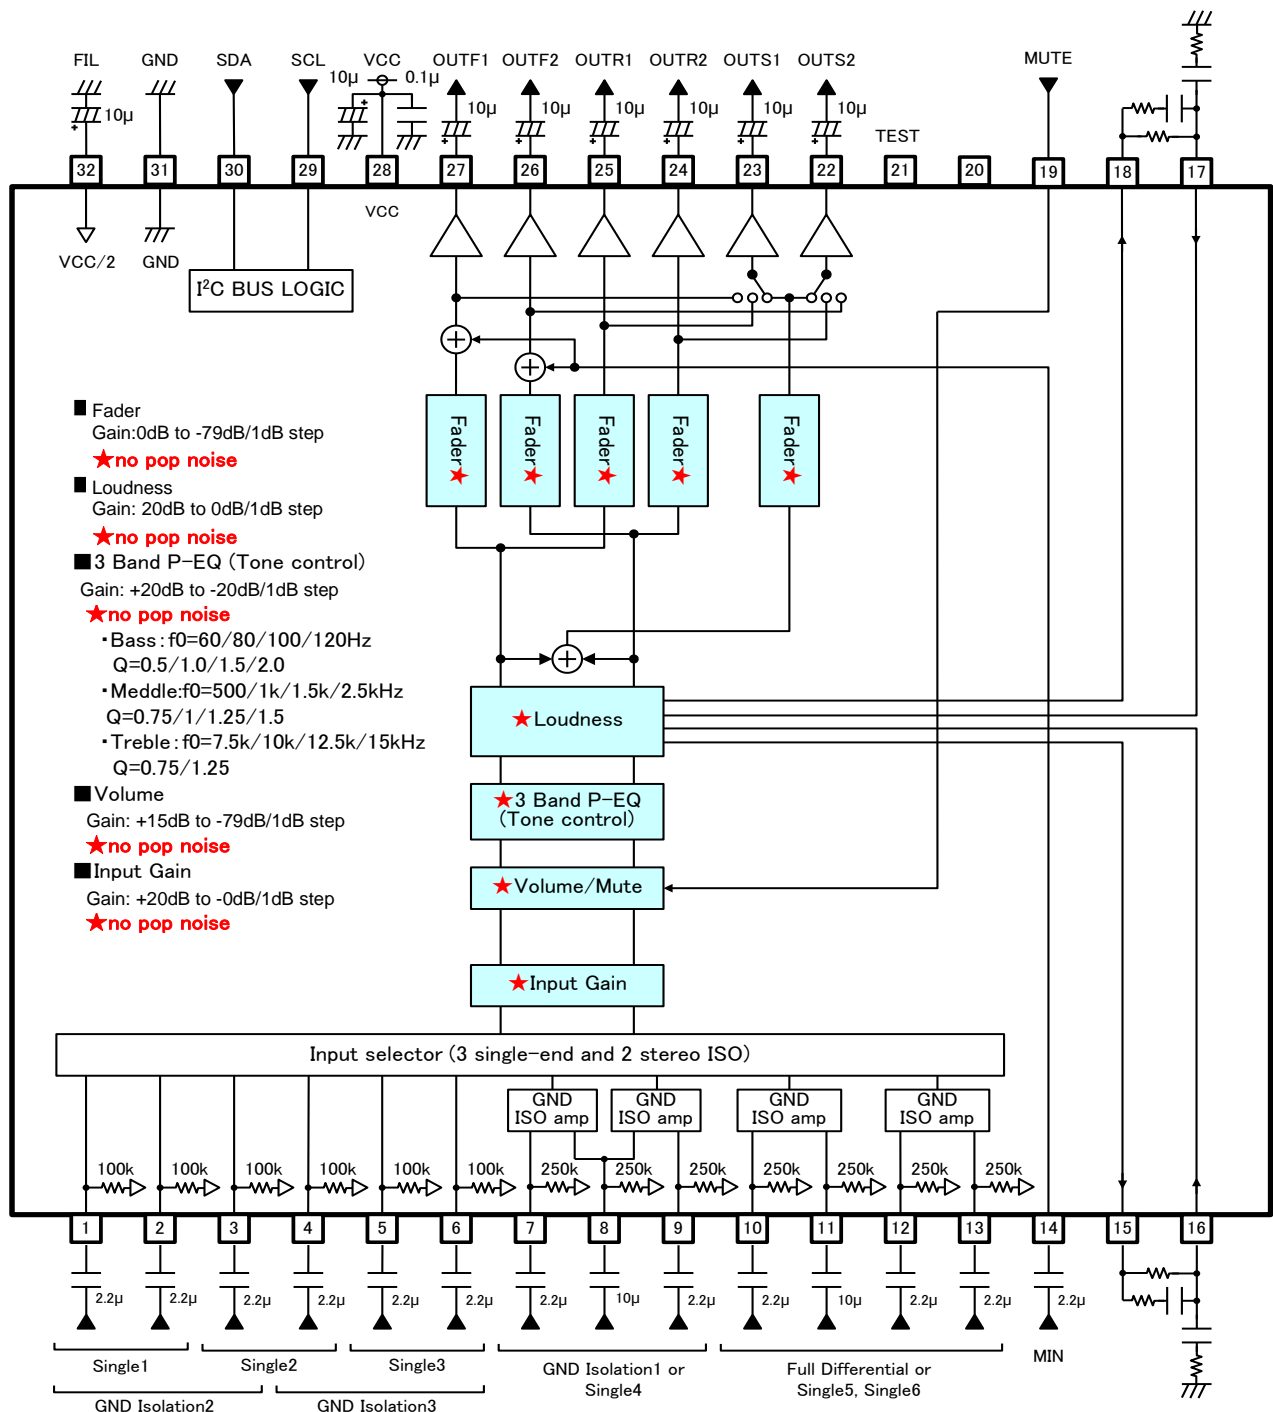 FIL GND SDA SCL VCC OUTF1 OUTF2 OUTR1 OUTR2 OUTS1 OUTS2 MUTE
10μ 10μ 0.1μ 10μ 10μ 10μ 10μ 10μ 10μ
TEST
32 31 30 29 28 27 26 25 24 23 22 21 20 19 18 17
VCC
VCC/2 GND
I²C BUS LOGIC
+
+
Fader★ Fader★ Fader★ Fader★ Fader★
■ Fader
Gain:0dB to -79dB/1dB step
★no pop noise
■ Loudness
Gain: 20dB to 0dB/1dB step
★no pop noise
■3 Band P-EQ (Tone control)
Gain: +20dB to -20dB/1dB step
★no pop noise
・Bass:f0=60/80/100/120Hz
Q=0.5/1.0/1.5/2.0
・Meddle:f0=500/1k/1.5k/2.5kHz
Q=0.75/1/1.25/1.5
・Treble:f0=7.5k/10k/12.5k/15kHz
Q=0.75/1.25
■Volume
Gain: +15dB to -79dB/1dB step
★no pop noise
■Input Gain
Gain: +20dB to -0dB/1dB step
★no pop noise
+
★Loudness
★3 Band P-EQ
(Tone control)
★Volume/Mute
★Input Gain
Input selector (3 single-end and 2 stereo ISO)
GND ISO amp
GND ISO amp
GND ISO amp
GND ISO amp
100k 100k 100k 100k 100k 100k 250k 250k 250k 250k 250k 250k 250k
1 2 3 4 5 6 7 8 9 10 11 12 13 14 15 16
2.2μ 2.2μ 2.2μ 2.2μ 2.2μ 2.2μ 2.2μ 10μ 2.2μ 2.2μ 10μ 2.2μ 2.2μ 2.2μ
Single1 Single2 Single3
GND Isolation1 or
Single4
Full Differential or
Single5, Single6
MIN
GND Isolation2 GND Isolation3